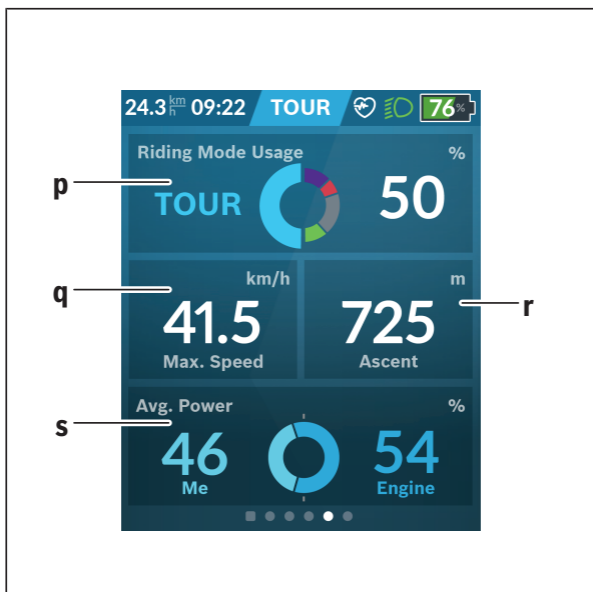 24.3 km/h 09:22 TOUR 76%
Riding Mode Usage %
p
TOUR 50
q
km/h
41.5
Max. Speed
m
725
Ascent
r
Avg. Power %
s
46 54
Me Engine